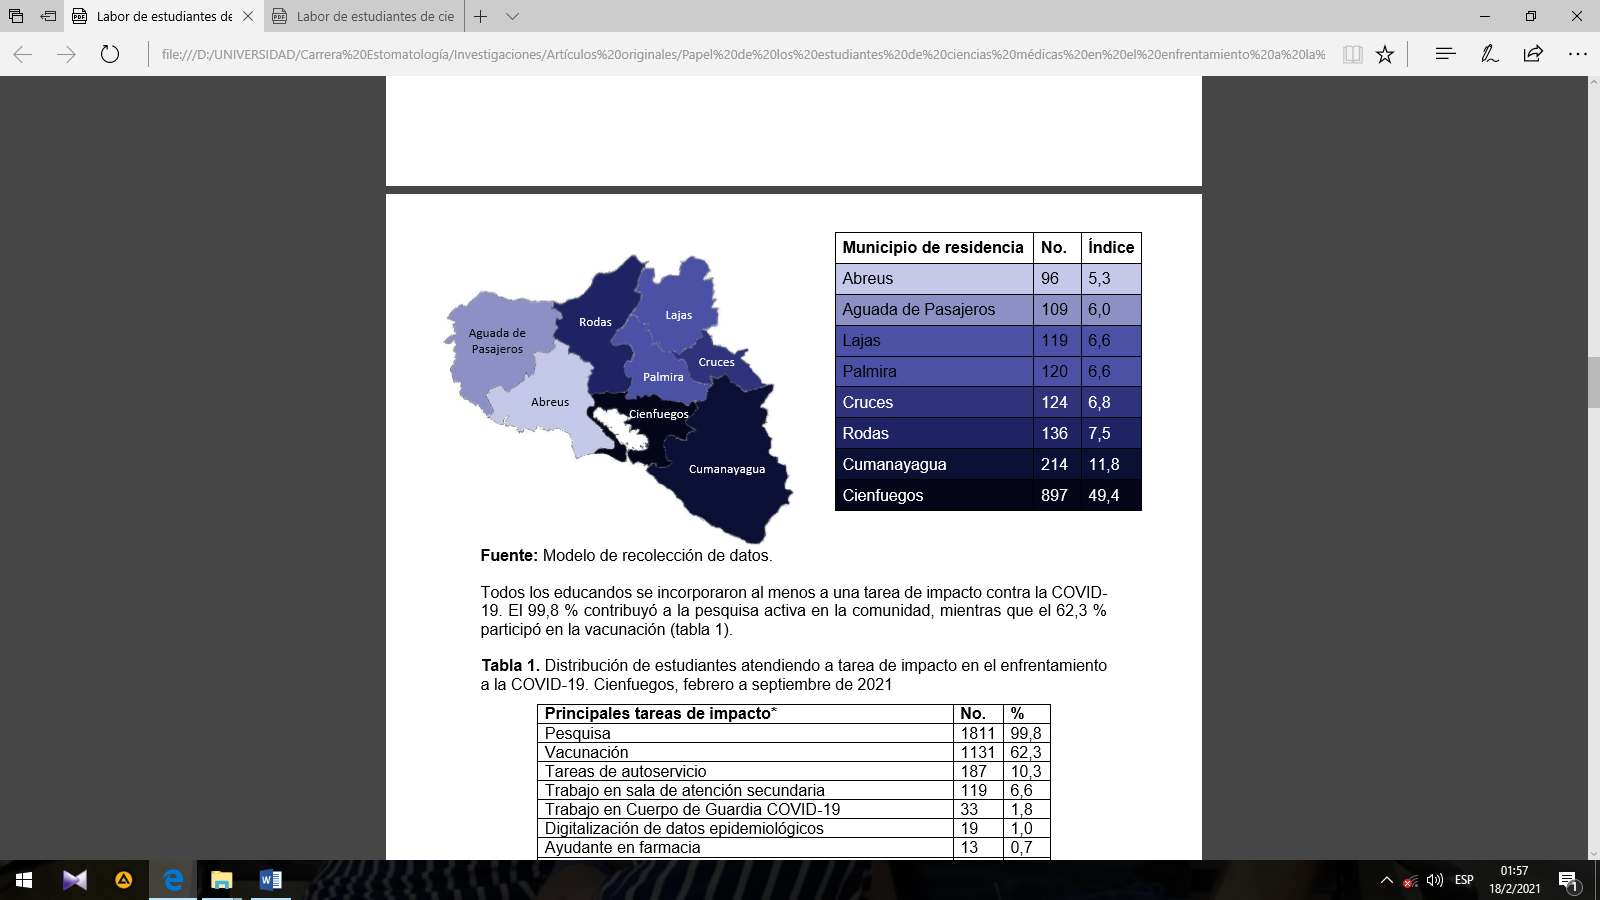 Labor de estudiantes de
Labor de estudiantes de cie
file:///D:/UNIVERSIDAD/Carrera%20Estomatología/Investigaciones/Artículos%20originales/Papel%20de%20los%20estudiantes%20de%20ciencias%20médicas%20en%20el%20enfrentamiento%20a%20la%
Aguada de
Pasajeros
Rodas
Lajas
Cruces
Palmira
Abreus
Cienfuegos
Cumanayagua
Municipio de residencia No. Índice
Abreus 96 5,3
Aguada de Pasajeros 109 6,0
Lajas 119 6,6
Palmira 120 6,6
Cruces 124 6,8
Rodas 136 7,5
Cumanayagua 214 11,8
Cienfuegos 897 49,4
Fuente: Modelo de recolección de datos.
Todos los educandos se incorporaron al menos a una tarea de impacto contra la COVID-
19. El 99,8 % contribuyó a la pesquisa activa en la comunidad, mientras que el 62,3 %
participó en la vacunación (tabla 1).
Tabla 1. Distribución de estudiantes atendiendo a tarea de impacto en el enfrentamiento
a la COVID-19. Cienfuegos, febrero a septiembre de 2021
Principales tareas de impacto* No. %
Pesquisa 1811 99,8
Vacunación 1131 62,3
Tareas de autoservicio 187 10,3
Trabajo en sala de atención secundaria 119 6,6
Trabajo en Cuerpo de Guardia COVID-19 33 1,8
Digitalización de datos epidemiológicos 19 1,0
Ayudante en farmacia 13 0,7
ESP
01:57
18/2/2021
1